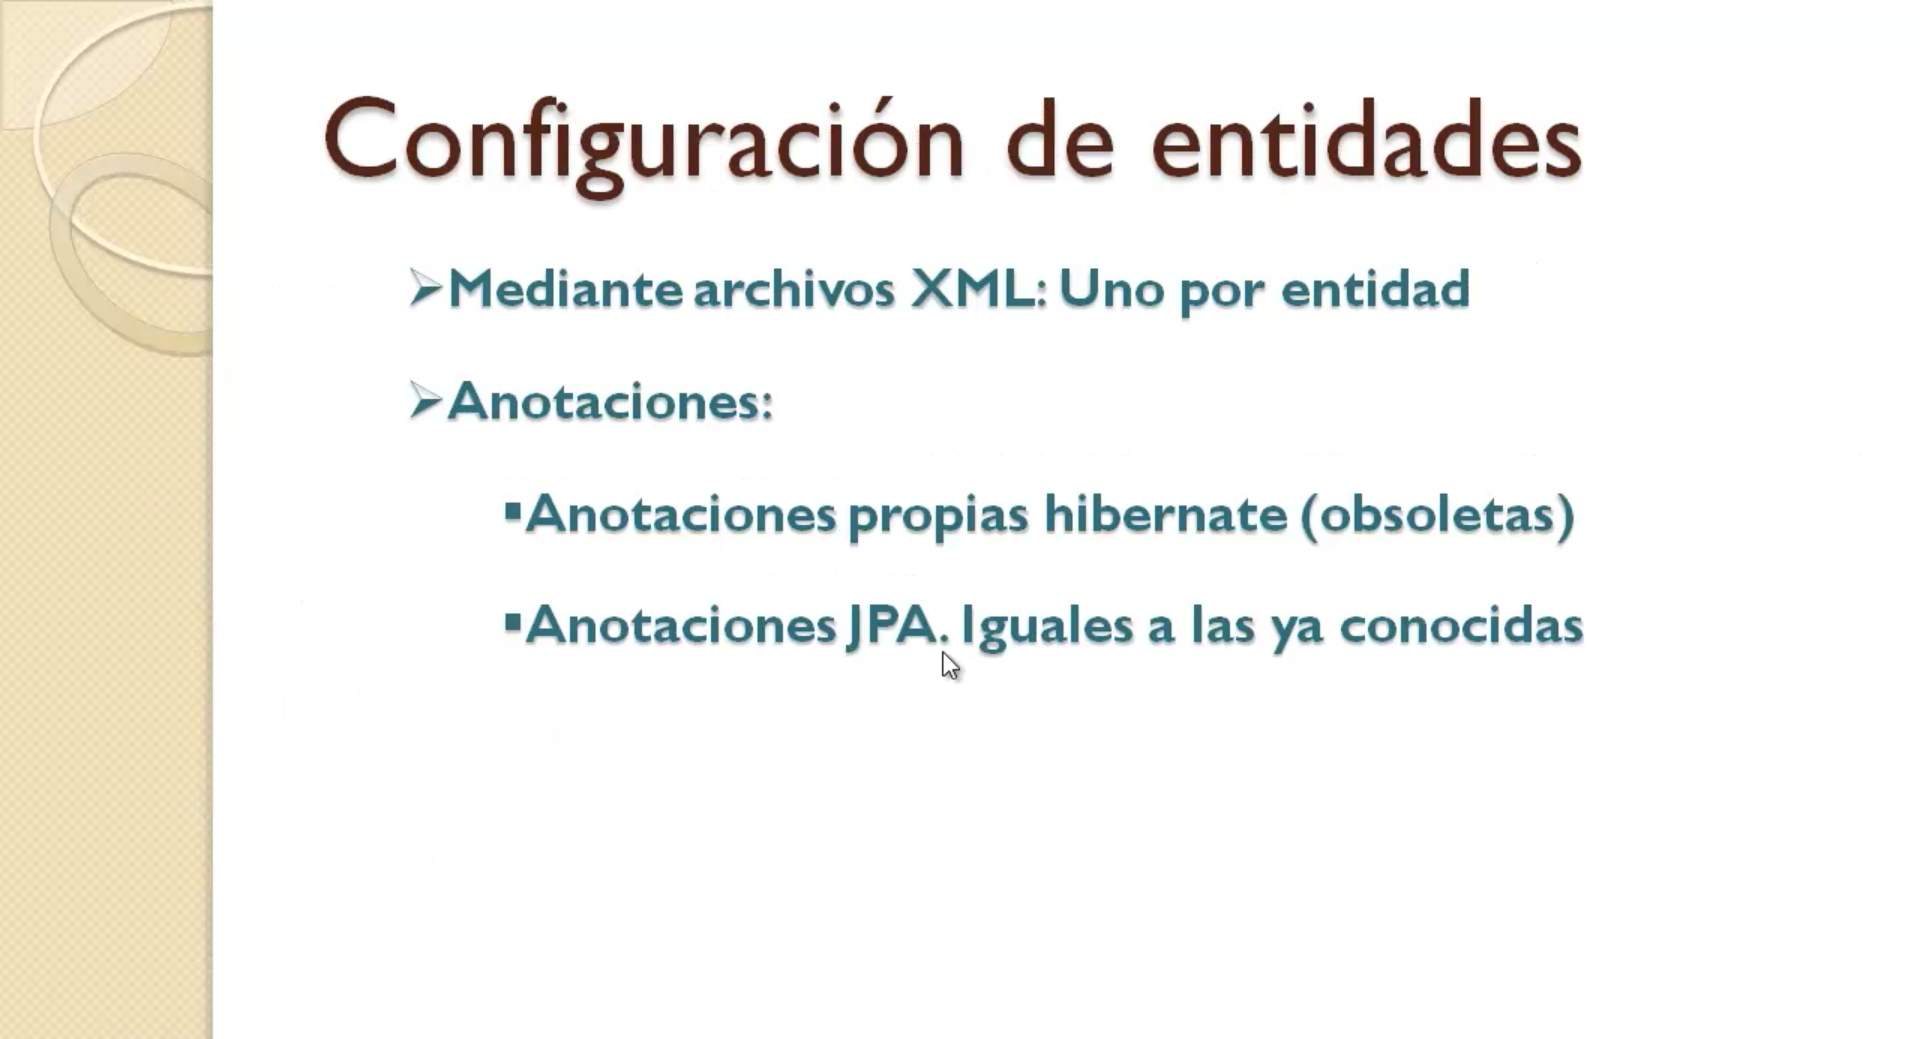 Configuración de entidades
➢Mediante archivos XML: Uno por entidad
➢Anotaciones:
▪Anotaciones propias hibernate (obsoletas)
▪Anotaciones JPA. Iguales a las ya conocidas